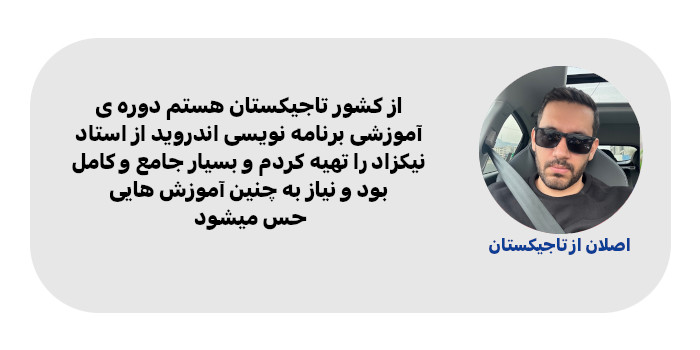 از کشور تاجیکستان هستم دوره ی
آموزشی برنامه نویسی اندروید از استاد
نیکزاد را تهیه کردم و بسیار جامع و کامل
بود و نیاز به چنین آموزش هایی
حس میشود
اصلان از تاجیکستان